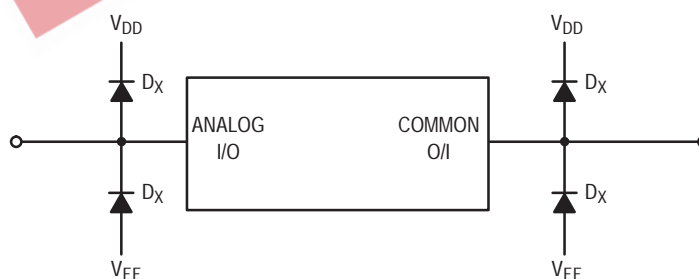 VDD
VDD
DX
DX
ANALOG
I/O
COMMON
O/I
DX
DX
VEE
VEE